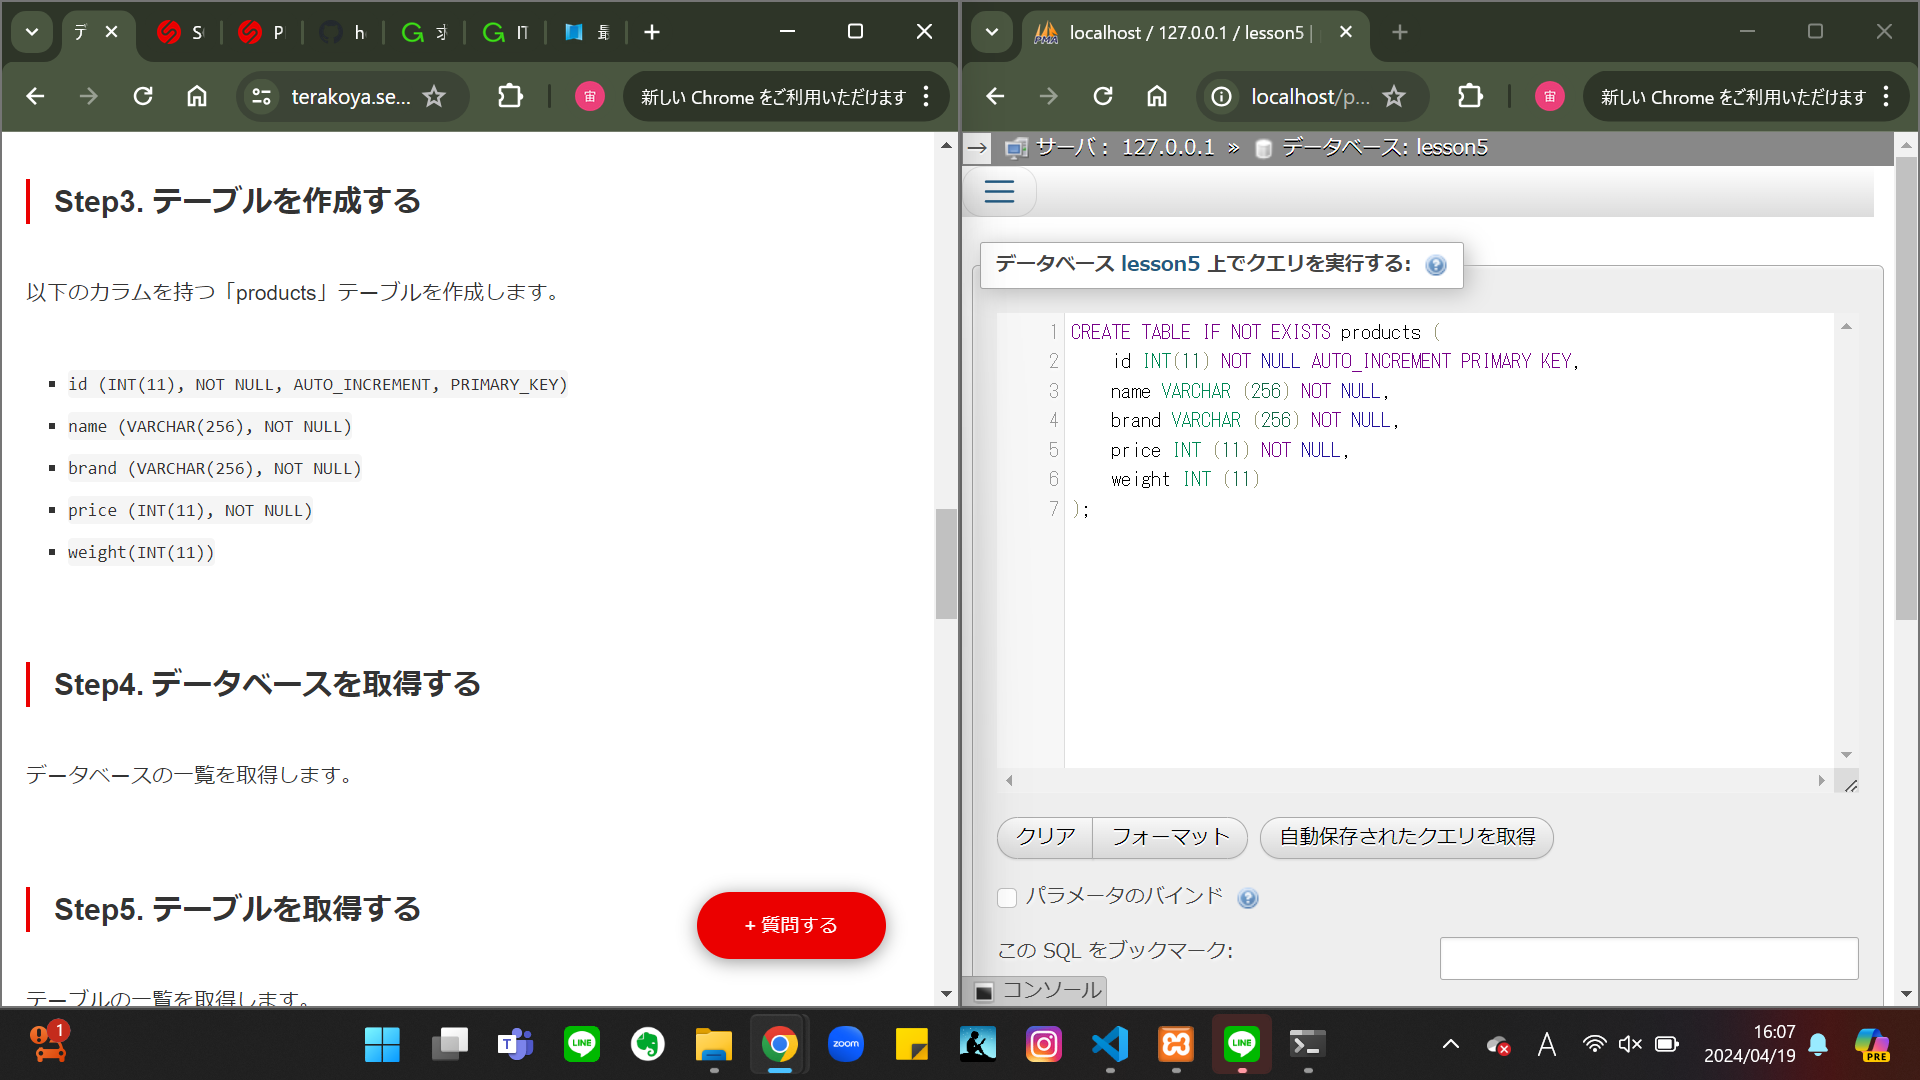 デ
S
P
h
求
IT
最
terakoya.se...
宙
新しい Chrome をご利用いただけます
Step3. テーブルを作成する
以下のカラムを持つ「products」テーブルを作成します。
id (INT(11), NOT NULL, AUTO_INCREMENT, PRIMARY_KEY)
name (VARCHAR(256), NOT NULL)
brand (VARCHAR(256), NOT NULL)
price (INT(11), NOT NULL)
weight(INT(11))
Step4. データベースを取得する
データベースの一覧を取得します。
Step5. テーブルを取得する
+ 質問する
テーブルの一覧を取得します。
PMA
localhost / 127.0.0.1 / lesson5 |
localhost/p...
宙
新しい Chrome をご利用いただけます
サーバ : 127.0.0.1 » データベース: lesson5
データベース lesson5 上でクエリを実行する:
1 CREATE TABLE IF NOT EXISTS products (
2 id INT(11) NOT NULL AUTO_INCREMENT PRIMARY KEY,
3 name VARCHAR (256) NOT NULL,
4 brand VARCHAR (256) NOT NULL,
5 price INT (11) NOT NULL,
6 weight INT (11)
7 );
クリア フォーマット 自動保存されたクエリを取得
パラメータのバインド
この SQL をブックマーク:
コンソール
1
LINE
zoom
LINE
A
16:07
2024/04/19
PRE